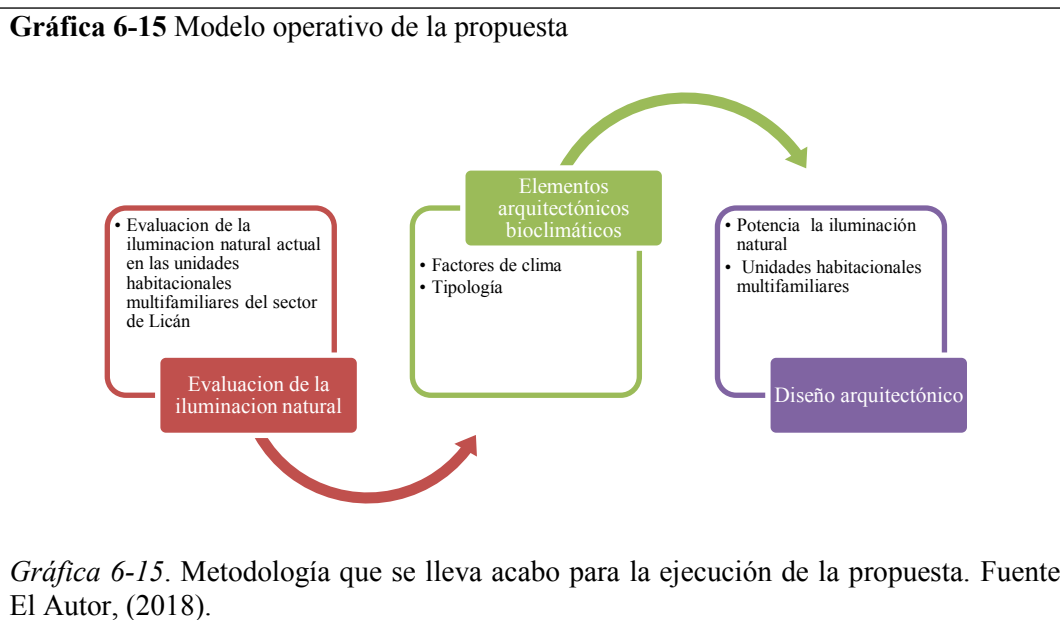 Gráfica 6-15 Modelo operativo de la propuesta
• Evaluacion de la
iluminacion natural actual
en las unidades
habitacionales
multifamiliares del sector
de Licán
Evaluacion de la
iluminacion natural
Elementos
arquitectónicos
bioclimáticos
• Factores de clima
• Tipología
• Potencia la iluminación
natural
• Unidades habitacionales
multifamiliares
Diseño arquitectónico
Gráfica 6-15. Metodología que se lleva acabo para la ejecución de la propuesta. Fuente
El Autor, (2018).